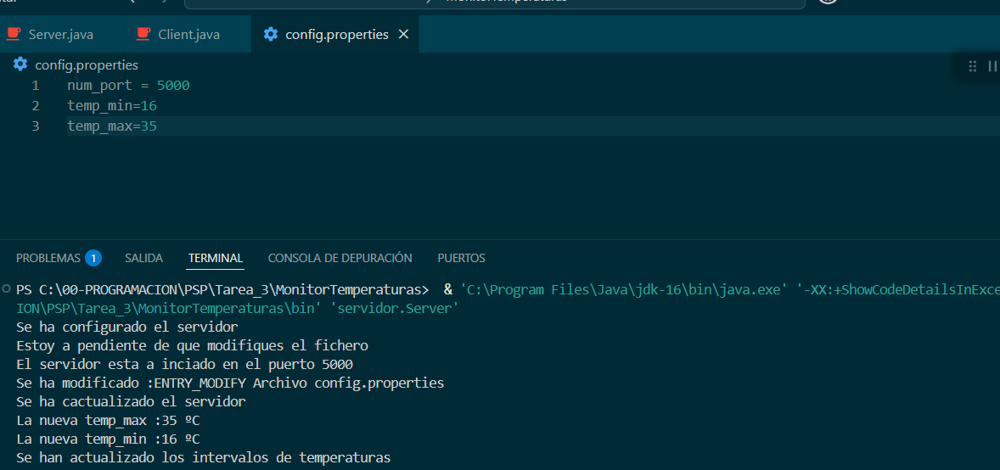 Server.java
Client.java
config.properties
config.properties
1 num_port = 5000
2 temp_min=16
3 temp_max=35
PROBLEMAS 1 SALIDA TERMINAL CONSOLA DE DEPURACIÓN PUERTOS
PS C:\00-PROGRAMACION\PSP\Tarea_3\MonitorTemperaturas> & 'C:\Program Files\Java\jdk-16\bin\java.exe' '-XX:+ShowCodeDetailsInExce
ION\PSP\Tarea_3\MonitorTemperaturas\bin' 'servidor.Server'
Se ha configurado el servidor
Estoy a pendiente de que modifiques el fichero
El servidor esta a inciado en el puerto 5000
Se ha modificado :ENTRY_MODIFY Archivo config.properties
Se ha cactualizado el servidor
La nueva temp_max :35 ºC
La nueva temp_min :16 ºC
Se han actualizado los intervalos de temperaturas